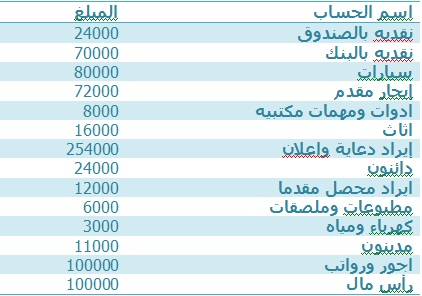 اسم الحساب المبلغ
نقديه بالصندوق 24000
نقديه بالبنك 70000
سيارات 80000
ايجار مقدم 72000
ادوات ومهمات مكتبيه 8000
اثاث 16000
إيراد دعاية وإعلان 254000
دائنون 24000
ايراد محصل مقدما 12000
مطبوعات وملصقات 6000
كهرباء ومياه 3000
مدينون 11000
اجور ورواتب 100000
رأس مال 100000